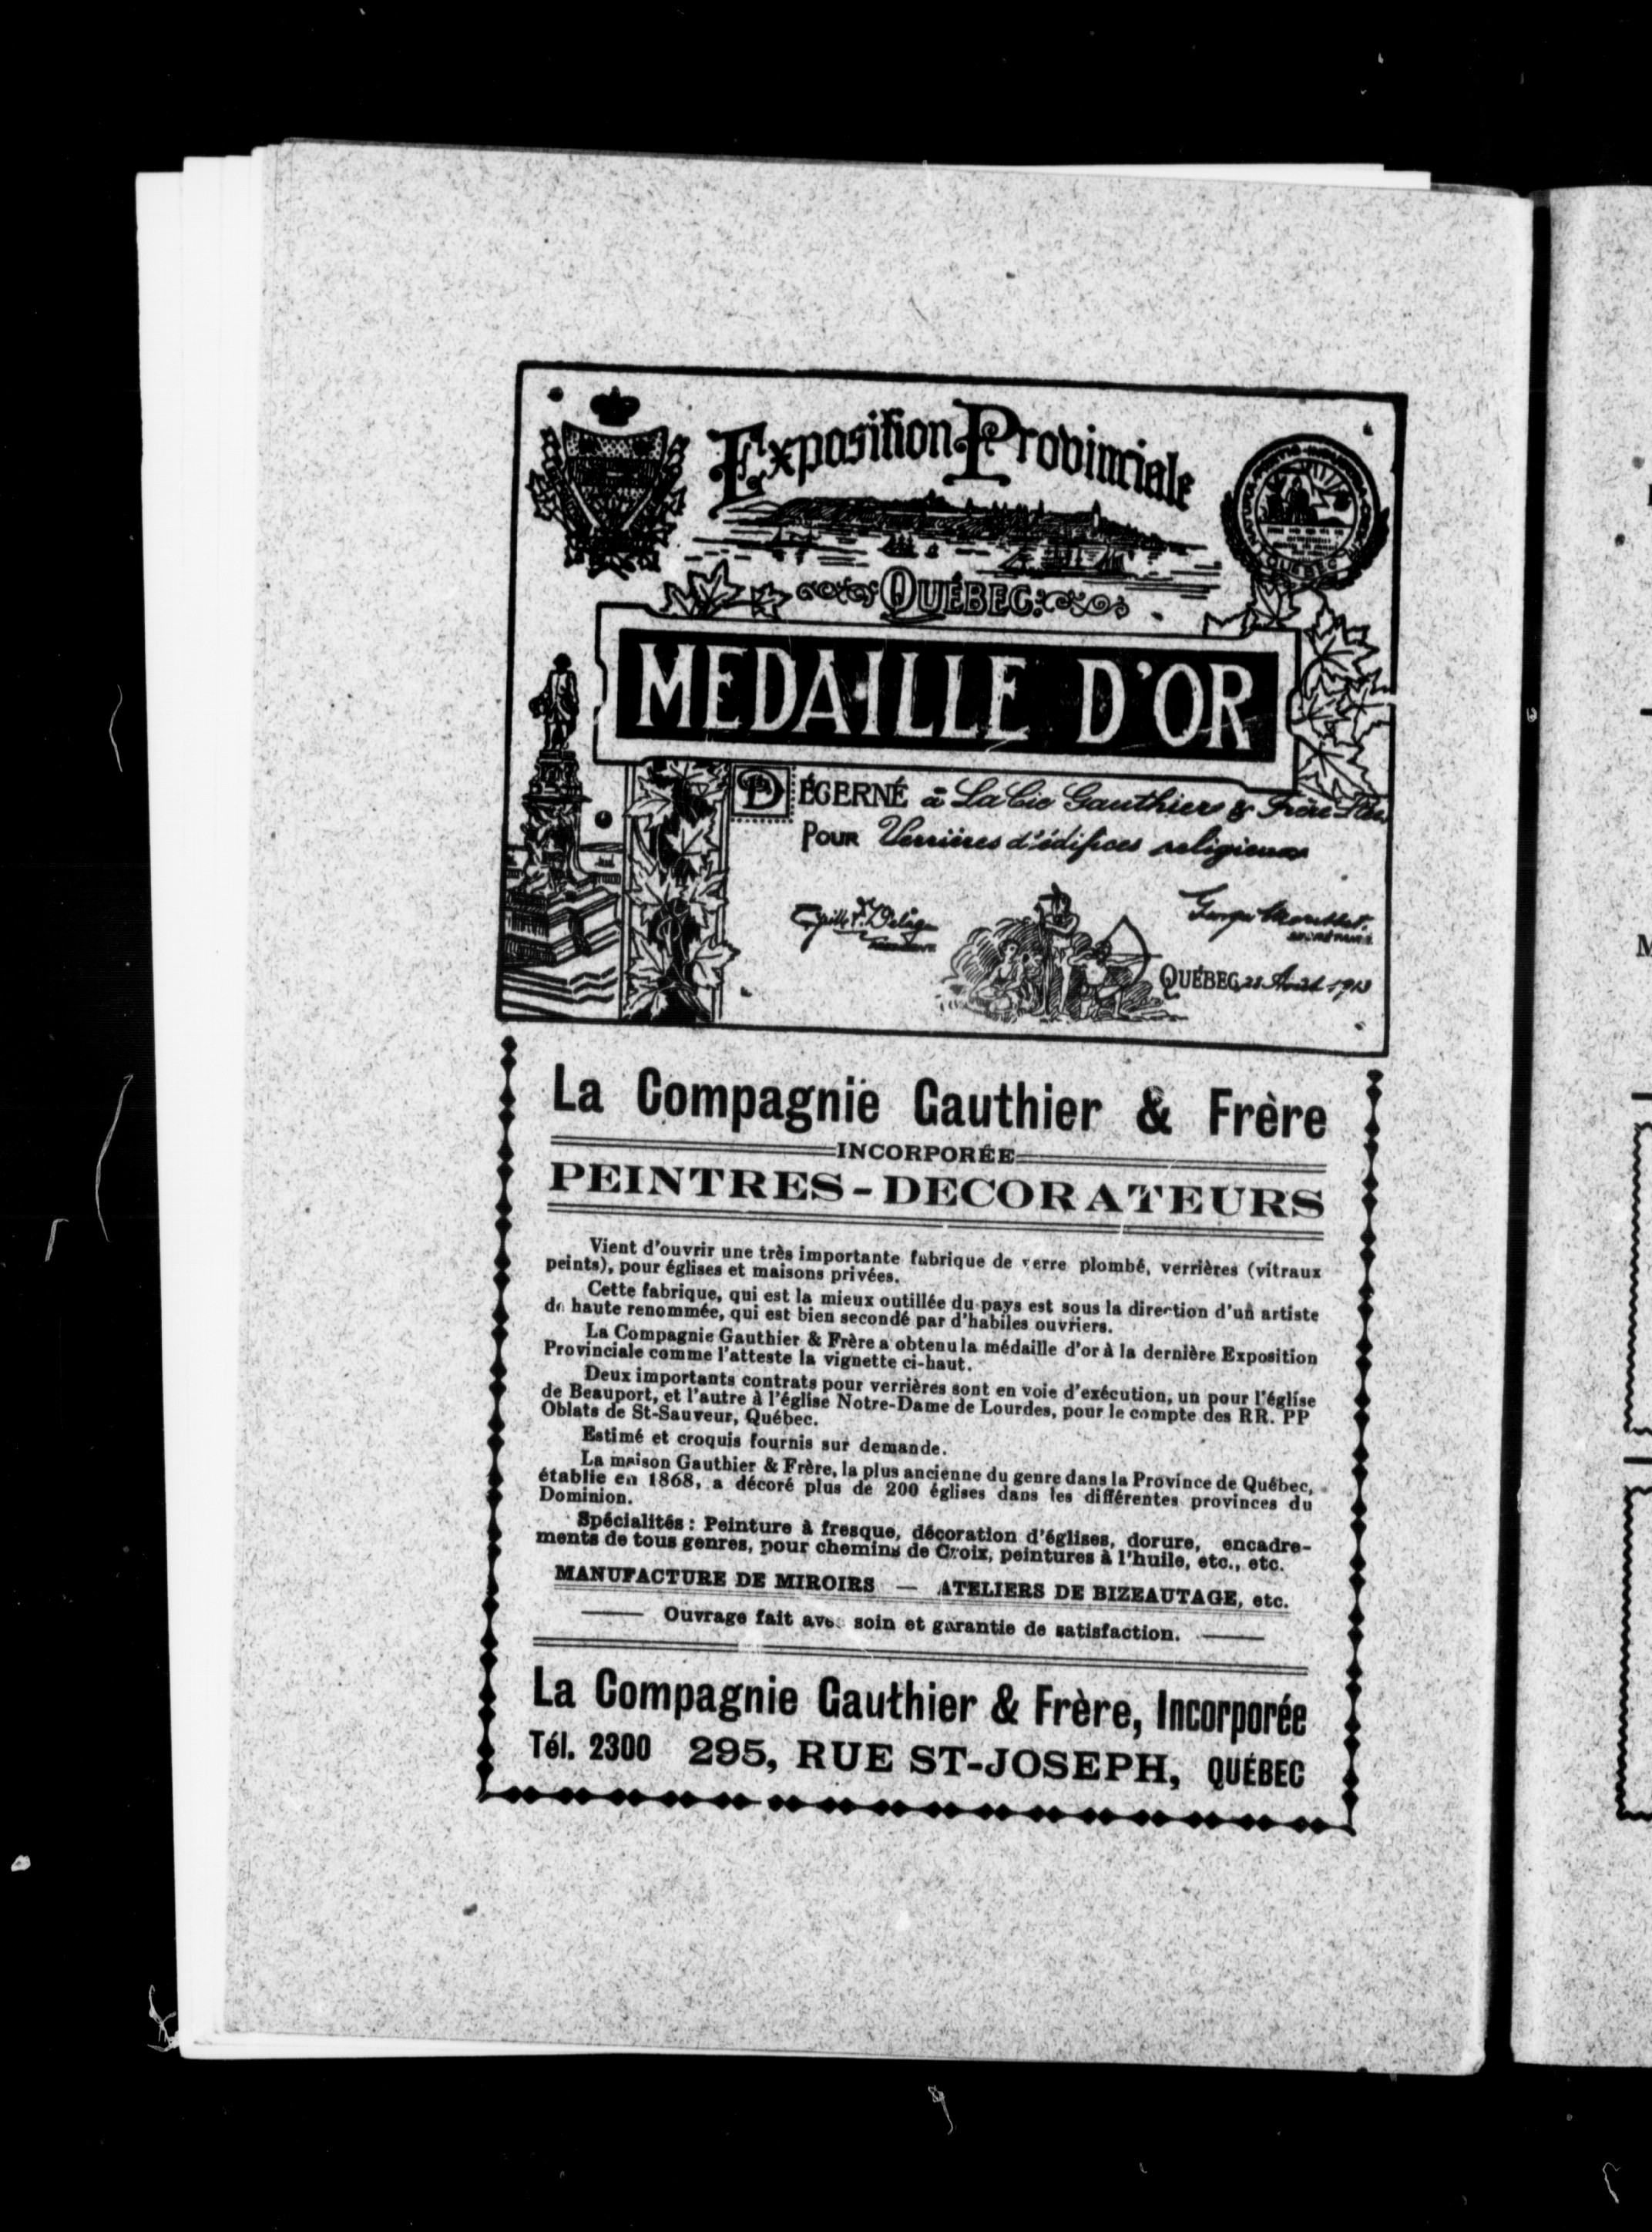 Exposition Provinciale
QUÉBEC
QUÉBEC
MEDAILLE D'OR
DÉCERNÉ à La Cie Gauthier & Frère
POUR Verrières d'édifices religieux
QUÉBEC, 28 Août 1913
La Compagnie Gauthier & Frère
INCORPORÉE
PEINTRES-DECORATEURS
Vient d'ouvrir une très importante fabrique de verre plombé, verrières (vitraux
peints), pour églises et maisons privées.
Cette fabrique, qui est la mieux outillée du pays est sous la direction d'un artiste
de haute renommée, qui est bien secondé par d'habiles ouvriers.
La Compagnie Gauthier & Frère a obtenu la médaille d'or à la dernière Exposition
Provinciale comme l'atteste la vignette ci-haut.
Deux importants contrats pour verrières sont en voie d'exécution, un pour l'église
de Beauport, et l'autre à l'église Notre-Dame de Lourdes, pour le compte des RR. PP
Oblats de St-Sauveur, Québec.
Estimé et croquis fournis sur demande.
La maison Gauthier & Frère, la plus ancienne du genre dans la Province de Québec,
établie en 1868, a décoré plus de 200 églises dans les différentes provinces du
Dominion.
Spécialités : Peinture à fresque, décoration d'églises, dorure, encadre-
ments de tous genres, pour chemins de Croix, peintures à l'huile, etc., etc.
MANUFACTURE DE MIROIRS — ATELIERS DE BIZEAUTAGE, etc.
Ouvrage fait avec soin et garantie de satisfaction.
La Compagnie Gauthier & Frère, Incorporée
Tél. 2300 295, RUE ST-JOSEPH, QUÉBEC